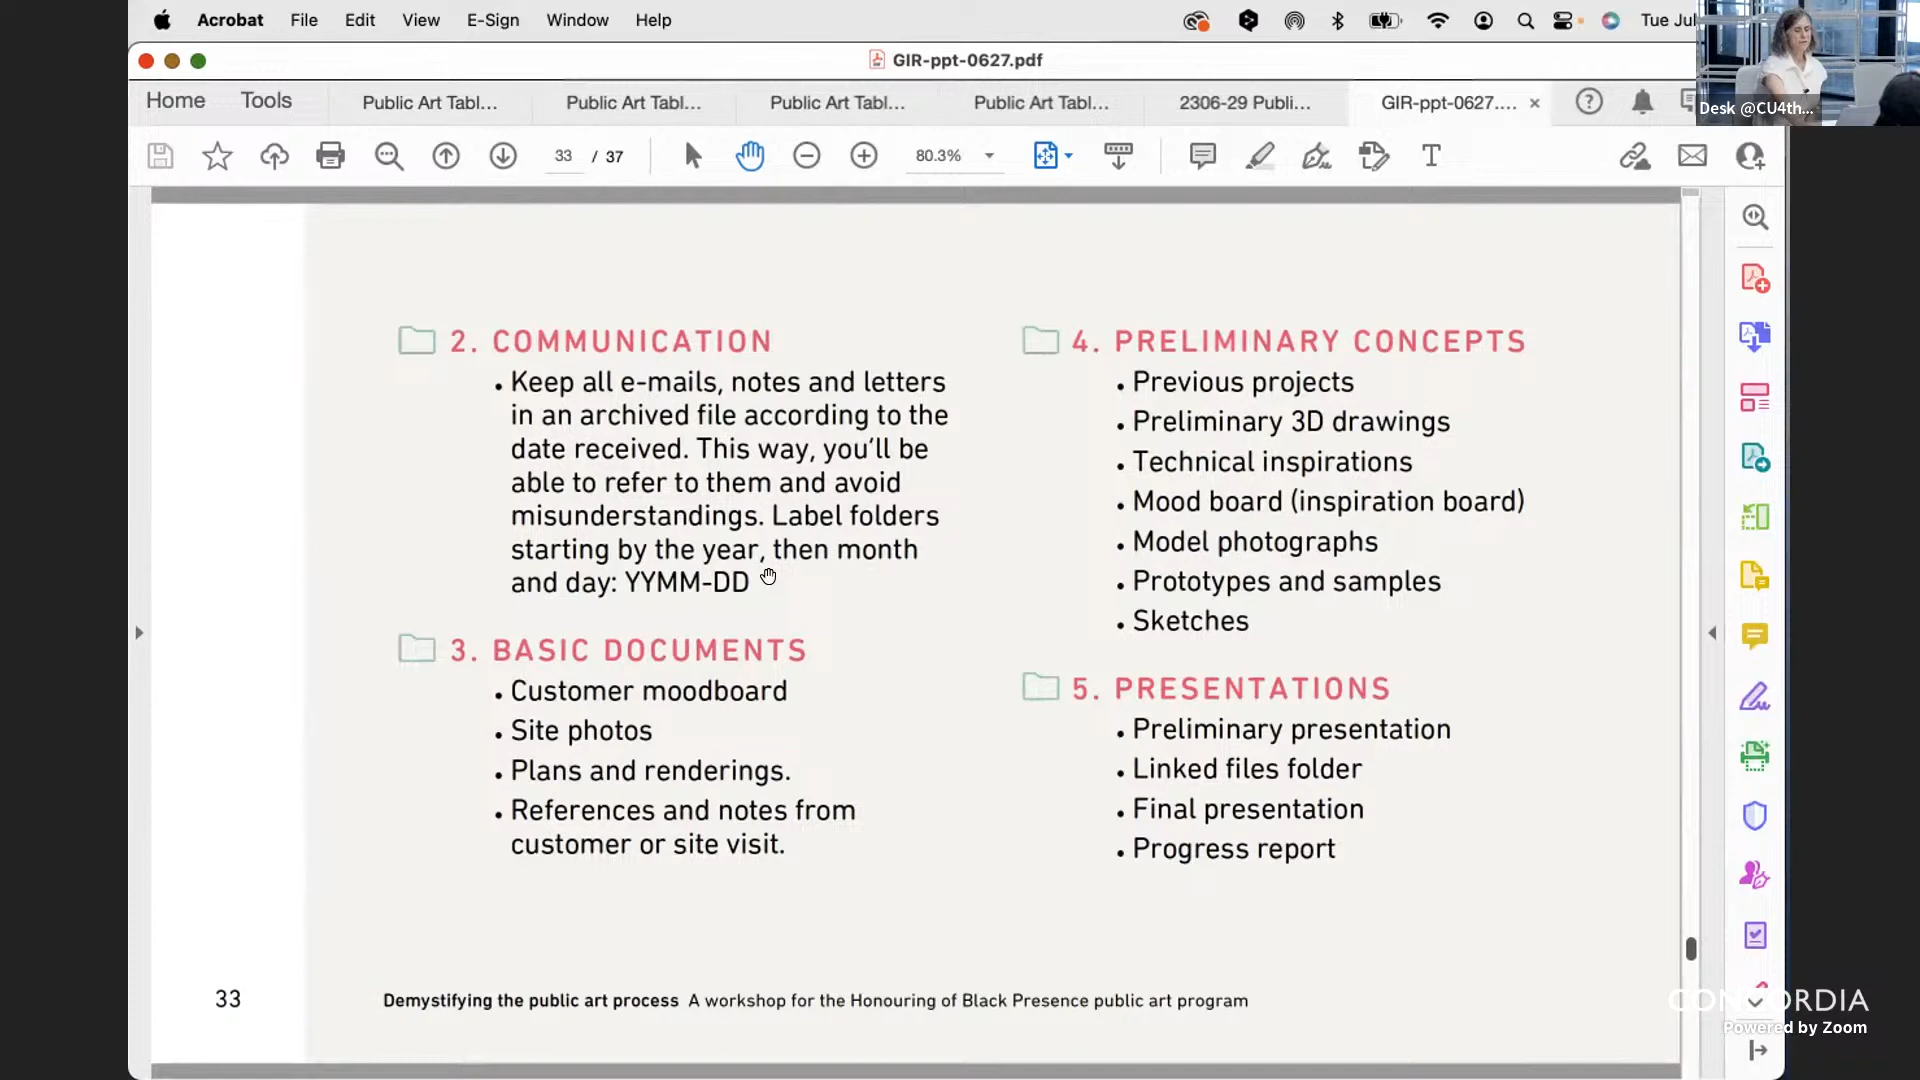 Acrobat File Edit View E-Sign Window Help Tue Jul
GIR-ppt-0627.pdf
Home Tools Public Art Tabl... Public Art Tabl... Public Art Tabl... Public Art Tabl... 2306-29 Publi... GIR-ppt-0627....
Desk @CU4th...
33 / 37 80.3%
2. COMMUNICATION
• Keep all e-mails, notes and letters
in an archived file according to the
date received. This way, you'll be
able to refer to them and avoid
misunderstandings. Label folders
starting by the year, then month
and day: YYMM-DD
3. BASIC DOCUMENTS
• Customer moodboard
• Site photos
• Plans and renderings.
• References and notes from
customer or site visit.
4. PRELIMINARY CONCEPTS
• Previous projects
• Preliminary 3D drawings
• Technical inspirations
• Mood board (inspiration board)
• Model photographs
• Prototypes and samples
• Sketches
5. PRESENTATIONS
• Preliminary presentation
• Linked files folder
• Final presentation
• Progress report
33
Demystifying the public art process A workshop for the Honouring of Black Presence public art program
CONCORDIA
Powered by Zoom